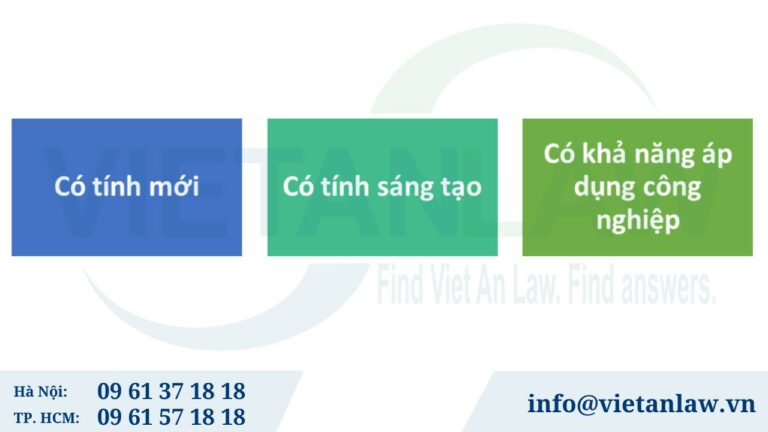 Có tính mới
Có tính sáng tạo
Có khả năng áp
dụng công
nghiệp
VIETANLAW
Find Viet An Law. Find answers.
Hà Nội: 09 61 37 18 18
TP. HCM: 09 61 57 18 18
info@vietanlaw.vn